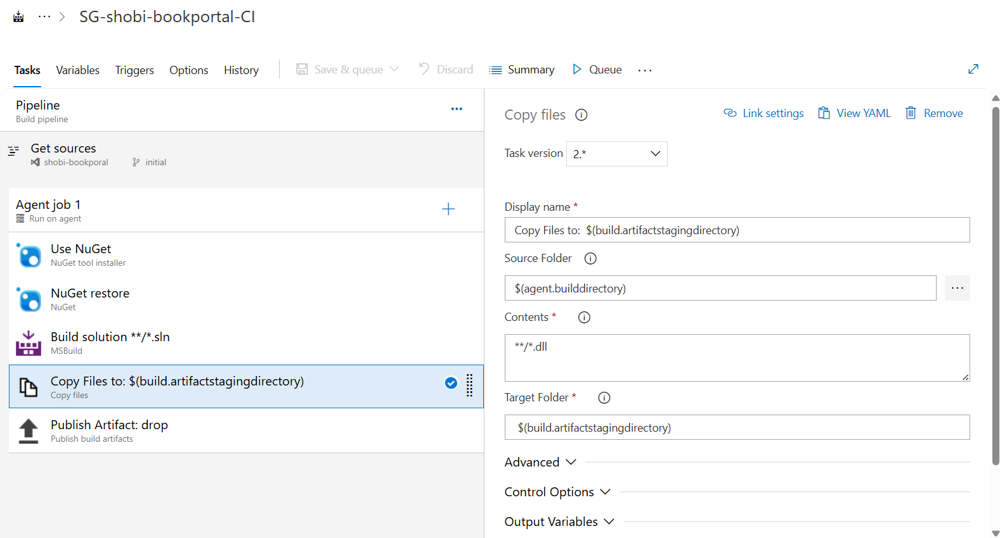 SG-shobi-bookportal-CI
Tasks Variables Triggers Options History Save & queue Discard Summary Queue
Pipeline
Build pipeline
Get sources
shobi-bookporal initial
Agent job 1
Run on agent
Use NuGet
NuGet tool installer
NuGet restore
NuGet
Build solution **/*.sln
MSBuild
Copy Files to: $(build.artifactstagingdirectory)
Copy files
Publish Artifact: drop
Publish build artifacts
Copy files Link settings View YAML Remove
Task version 2.*
Display name *
Copy Files to: $(build.artifactstagingdirectory)
Source Folder
$(agent.builddirectory)
Contents *
**/*.dll
Target Folder *
$(build.artifactstagingdirectory)
Advanced
Control Options
Output Variables